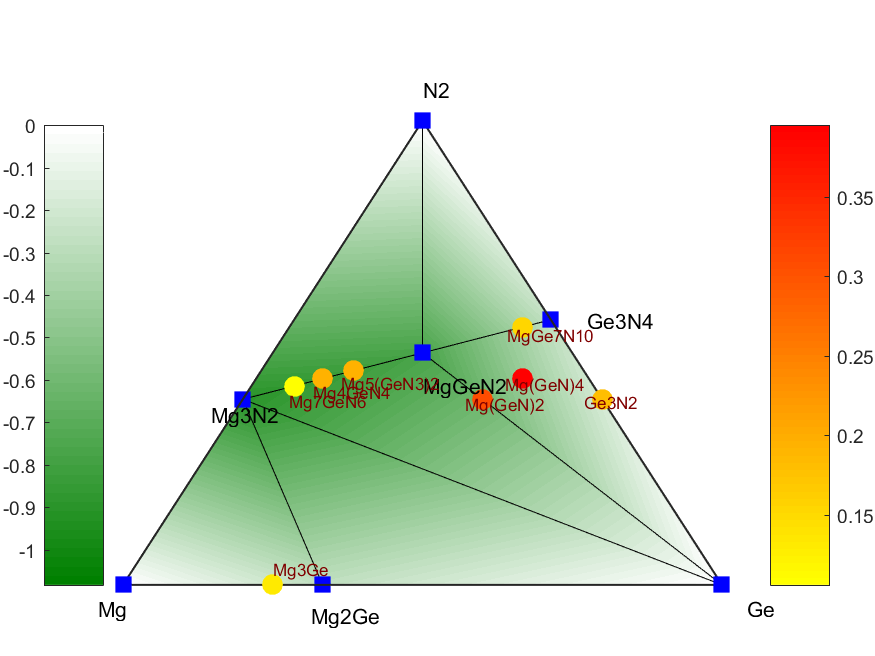 N2
0
-0.1
-0.2
-0.3
-0.4
-0.5
-0.6
-0.7
-0.8
-0.9
-1
0.35
0.3
0.25
0.2
0.15
Ge3N4
MgGe7N10
MgGeN2
Mg5(GeN3)2
Mg(GeN)4
Mg4GeN4
Mg7GeN6
Mg(GeN)2
Ge3N2
Mg3N2
Mg3Ge
Mg
Mg2Ge
Ge